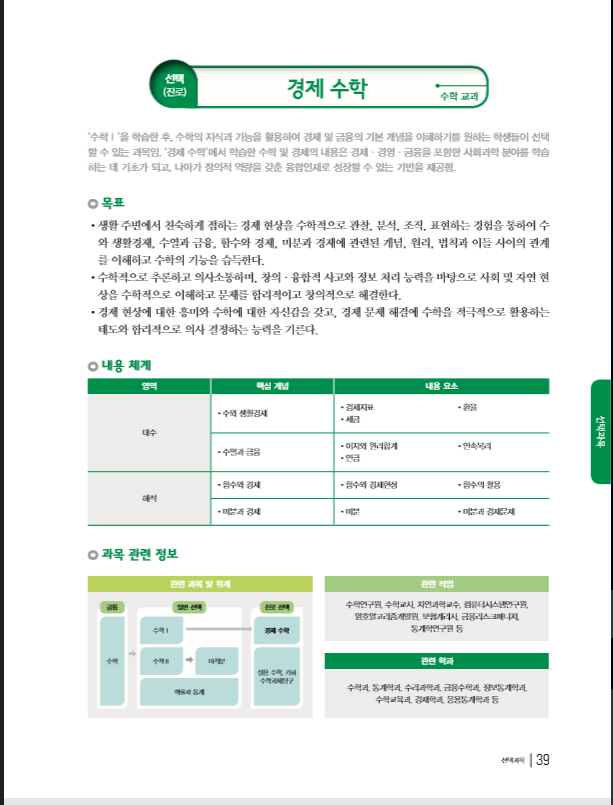 선택
(진로)
경제 수학
수학 교과
'수학Ⅰ'을 학습한 후, 수학의 지식과 기능을 활용하여 경제 및 금융의 기본 개념을 이해하기를 원하는 학생들이 선택
할 수 있는 과목임. '경제 수학'에서 학습한 수학 및 경제의 내용은 경제·경영·금융을 포함한 사회과학 분야를 학습
하는 데 기초가 되고, 나아가 창의적 역량을 갖춘 융합인재로 성장할 수 있는 기반을 제공함.
목표
• 생활 주변에서 친숙하게 접하는 경제 현상을 수학적으로 관찰, 분석, 조직, 표현하는 경험을 통하여 수
와 생활경제, 수열과 금융, 함수와 경제, 미분과 경제에 관련된 개념, 원리, 법칙과 이들 사이의 관계
를 이해하고 수학의 기능을 습득한다.
• 수학적으로 추론하고 의사소통하며, 창의·융합적 사고와 정보 처리 능력을 바탕으로 사회 및 자연 현
상을 수학적으로 이해하고 문제를 합리적이고 창의적으로 해결한다.
• 경제 현상에 대한 흥미와 수학에 대한 자신감을 갖고, 경제 문제 해결에 수학을 적극적으로 활용하는
태도와 합리적으로 의사 결정하는 능력을 기른다.
내용 체계
영역 핵심 개념 내용 요소
대수
• 수와 생활경제
• 경제지표 • 환율
• 세금
• 수열과 금융
• 이자와 원리합계 • 연속복리
• 연금
해석
• 함수와 경제 • 함수와 경제현상 • 함수의 활용
• 미분과 경제 • 미분 • 미분과 경제문제
과목 관련 정보
관련 과목 및 위계
공통 일반 선택 진로 선택
수학
수학Ⅰ
경제 수학
수학Ⅱ
미적분
확률과 통계
실용 수학, 기하
수학과제탐구
관련 직업
수학연구원, 수학교사, 자연과학교수, 컴퓨터시스템연구원,
암호알고리즘개발원, 보험계리사, 금융리스크매니저,
통계학연구원 등
관련 학과
수학과, 통계학과, 수리과학과, 금융수학과, 정보통계학과,
수학교육과, 경제학과, 응용통계학과 등
선택과목
선택과목 | 39